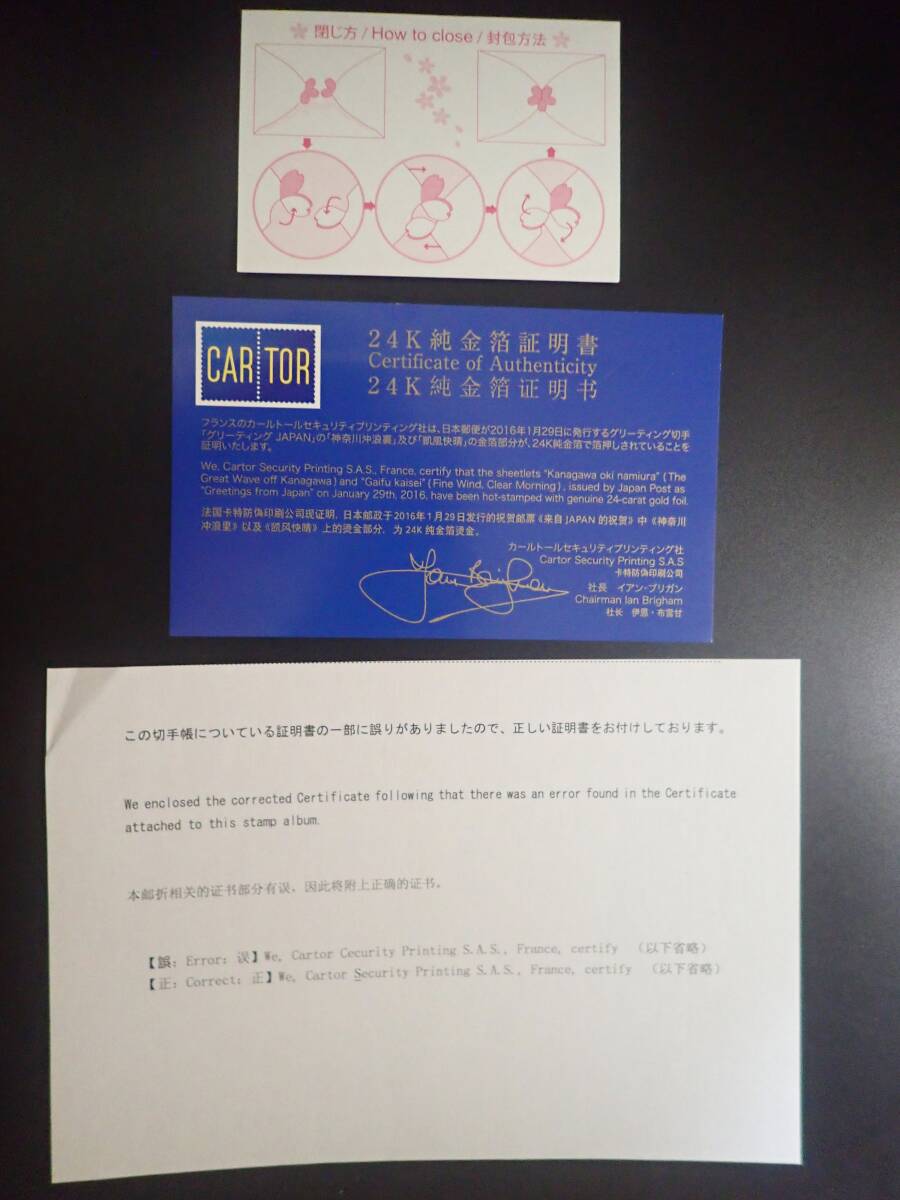 閉じ方/How to close/封包方法
CARTOR
24K純金箔証明書
Certificate of Authenticity
24K純金箔证明书
フランスのカールトールセキュリティプリンティング社は、日本郵便が2016年1月29日に発行するグリーティング切手
「グリーティング JAPAN」の「神奈川沖浪裏」及び「凱風快晴」の金箔部分が、24K純金箔で箔押しされていることを
証明いたします。
We, Cartor Security Printing S.A.S., France, certify that the sheetlets "Kanagawa oki namiura" (The
Great Wave off Kanagawa) and "Gaifu kaisei" (Fine Wind, Clear Morning), issued by Japan Post as
"Greetings from Japan" on January 29th, 2016, have been hot-stamped with genuine 24-carat gold foil.
法国卡特防偽印刷公司现证明, 日本邮政于2016年1月29日发行的祝贺邮票《来自JAPAN的祝贺》中《神奈川
冲浪里》以及《凯风快晴》上的烫金部分, 为24K纯金箔烫金。
カールトールセキュリティプリンティング社
Cartor Security Printing S.A.S
卡特防偽印刷公司
社長 イアン・ブリガン
Chairman Ian Brigham
社长 伊恩・布雷甘
この切手帳についている証明書の一部に誤りがありましたので、正しい証明書をお付けしております。
We enclosed the corrected Certificate following that there was an error found in the Certificate
attached to this stamp album.
本邮折相关的证书部分有误，因此将附上正确的证书。
【誤: Error: 误】We, Cartor Cecurity Printing S.A.S., France, certify （以下省略）
【正: Correct: 正】We, Cartor Security Printing S.A.S., France, certify （以下省略）